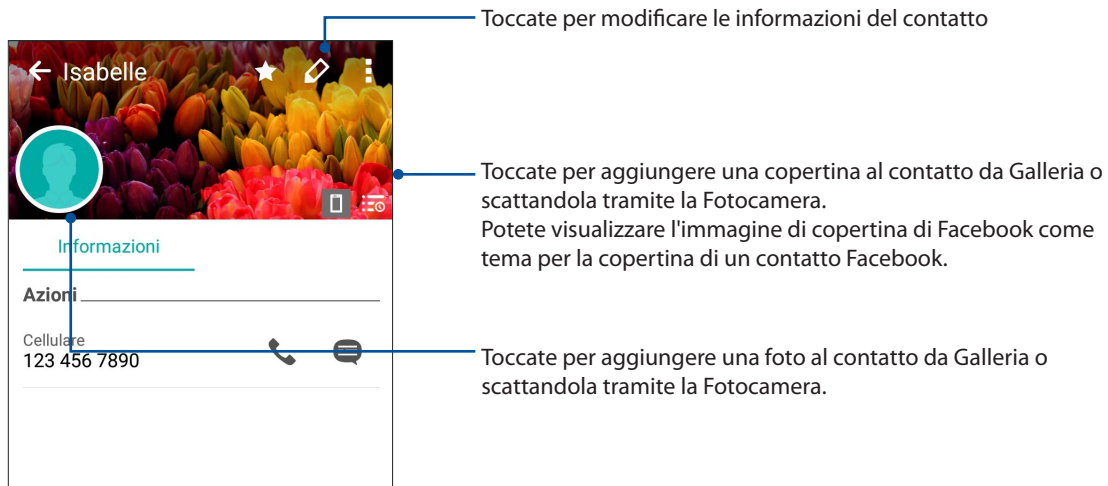 Toccate per modificare le informazioni del contatto
Isabelle
Toccate per aggiungere una copertina al contatto da Galleria o
scattandola tramite la Fotocamera.
Potete visualizzare l'immagine di copertina di Facebook come
tema per la copertina di un contatto Facebook.
Informazioni
Azioni
Cellulare
123 456 7890
Toccate per aggiungere una foto al contatto da Galleria o
scattandola tramite la Fotocamera.